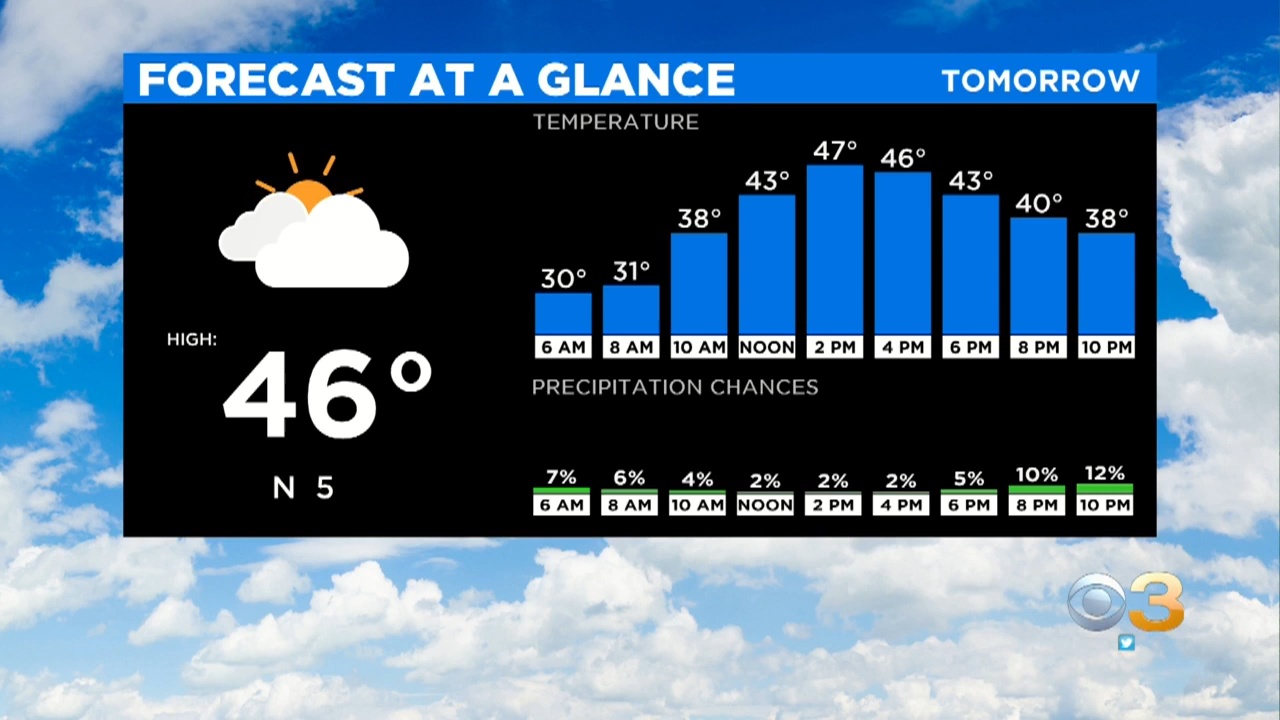 FORECAST AT A GLANCE
TOMORROW
TEMPERATURE
30° 31° 38° 43° 47° 46° 43° 40° 38°
6 AM 8 AM 10 AM NOON 2 PM 4 PM 6 PM 8 PM 10 PM
HIGH:
46°
N 5
PRECIPITATION CHANCES
7% 6% 4% 2% 2% 2% 5% 10% 12%
6 AM 8 AM 10 AM NOON 2 PM 4 PM 6 PM 8 PM 10 PM
3